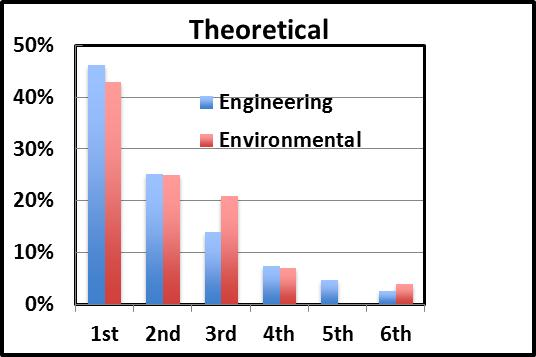 Theoretical
50%
40%
30%
20%
10%
0%
Engineering
Environmental
1st 2nd 3rd 4th 5th 6th